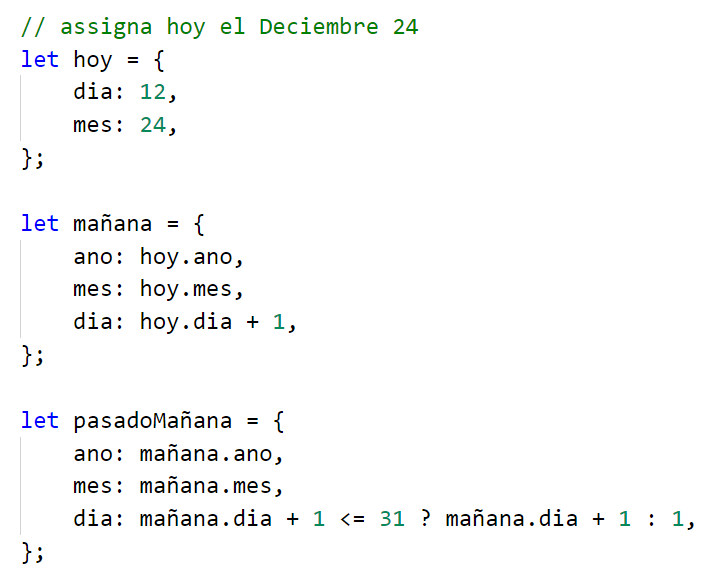 // assigna hoy el Deciembre 24
let hoy = {
    dia: 12,
    mes: 24,
};

let mañana = {
    ano: hoy.ano,
    mes: hoy.mes,
    dia: hoy.dia + 1,
};

let pasadoMañana = {
    ano: mañana.ano,
    mes: mañana.mes,
    dia: mañana.dia + 1 <= 31 ? mañana.dia + 1 : 1,
};